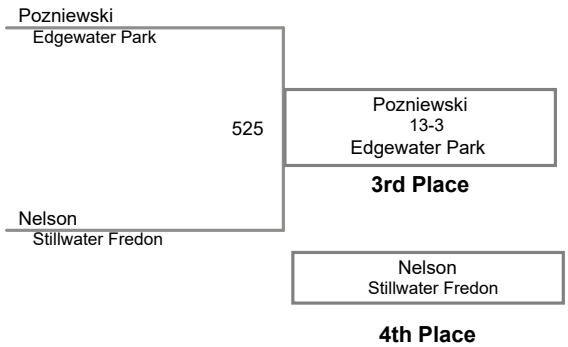 Pozniewski
Edgewater Park
525
Pozniewski
13-3
Edgewater Park
3rd Place
Nelson
Stillwater Fredon
Nelson
Stillwater Fredon
4th Place